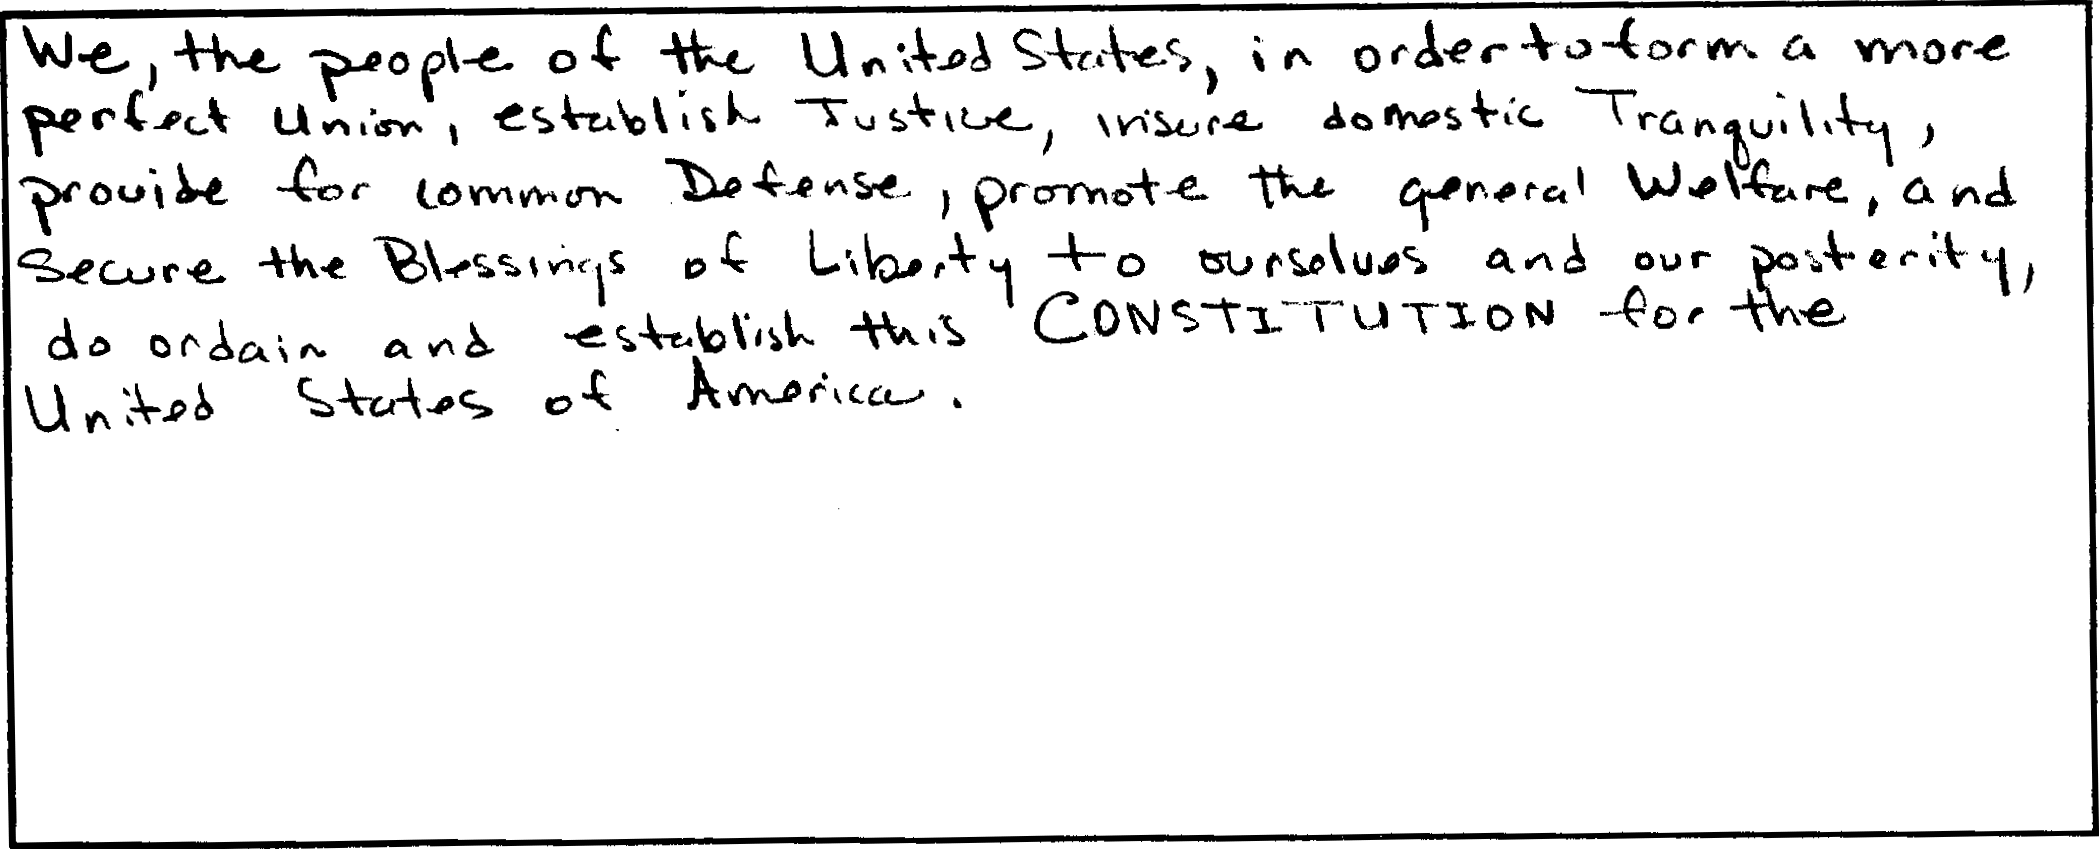 We, the people of the United States, in order to form a more
perfect Union, establish Justice, insure domestic Tranquility,
provide for common Defense, promote the general Welfare, and
Secure the Blessings of Liberty to ourselves and our posterity,
do ordain and establish this CONSTITUTION for the
United States of America.